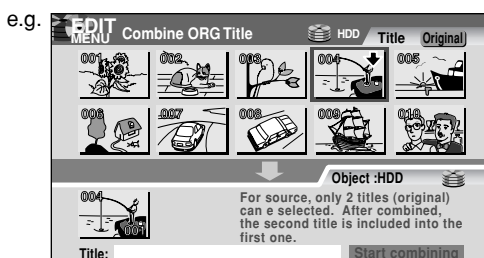 e.g.
EDIT
MENU Combine ORG Title HDD Title Original
001 002 003 004 005
006 007 008 009 010
Object :HDD
004
001
For source, only 2 titles (original)
can e selected. After combined,
the second title is included into the
first one.
Title: Start combining